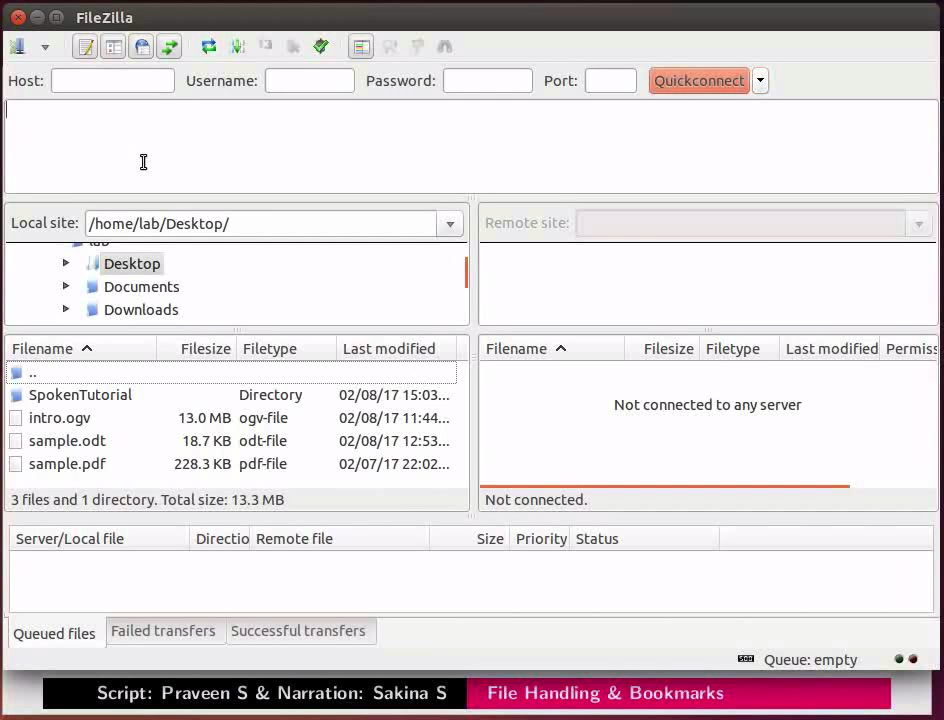 FileZilla
Host: Username: Password: Port: Quickconnect
Local site: /home/lab/Desktop/
Remote site:
lab
Desktop
Documents
Downloads
Filename Filesize Filetype Last modified
..
SpokenTutorial Directory 02/08/17 15:03...
intro.ogv 13.0 MB ogv-file 02/08/17 11:44...
sample.odt 18.7 KB odt-file 02/08/17 12:53...
sample.pdf 228.3 KB pdf-file 02/07/17 22:02...
3 files and 1 directory. Total size: 13.3 MB
Filename Filesize Filetype Last modified Permiss
Not connected to any server
Not connected.
Server/Local file Directio Remote file Size Priority Status
Queued files Failed transfers Successful transfers
Queue: empty
Script: Praveen S & Narration: Sakina S File Handling & Bookmarks